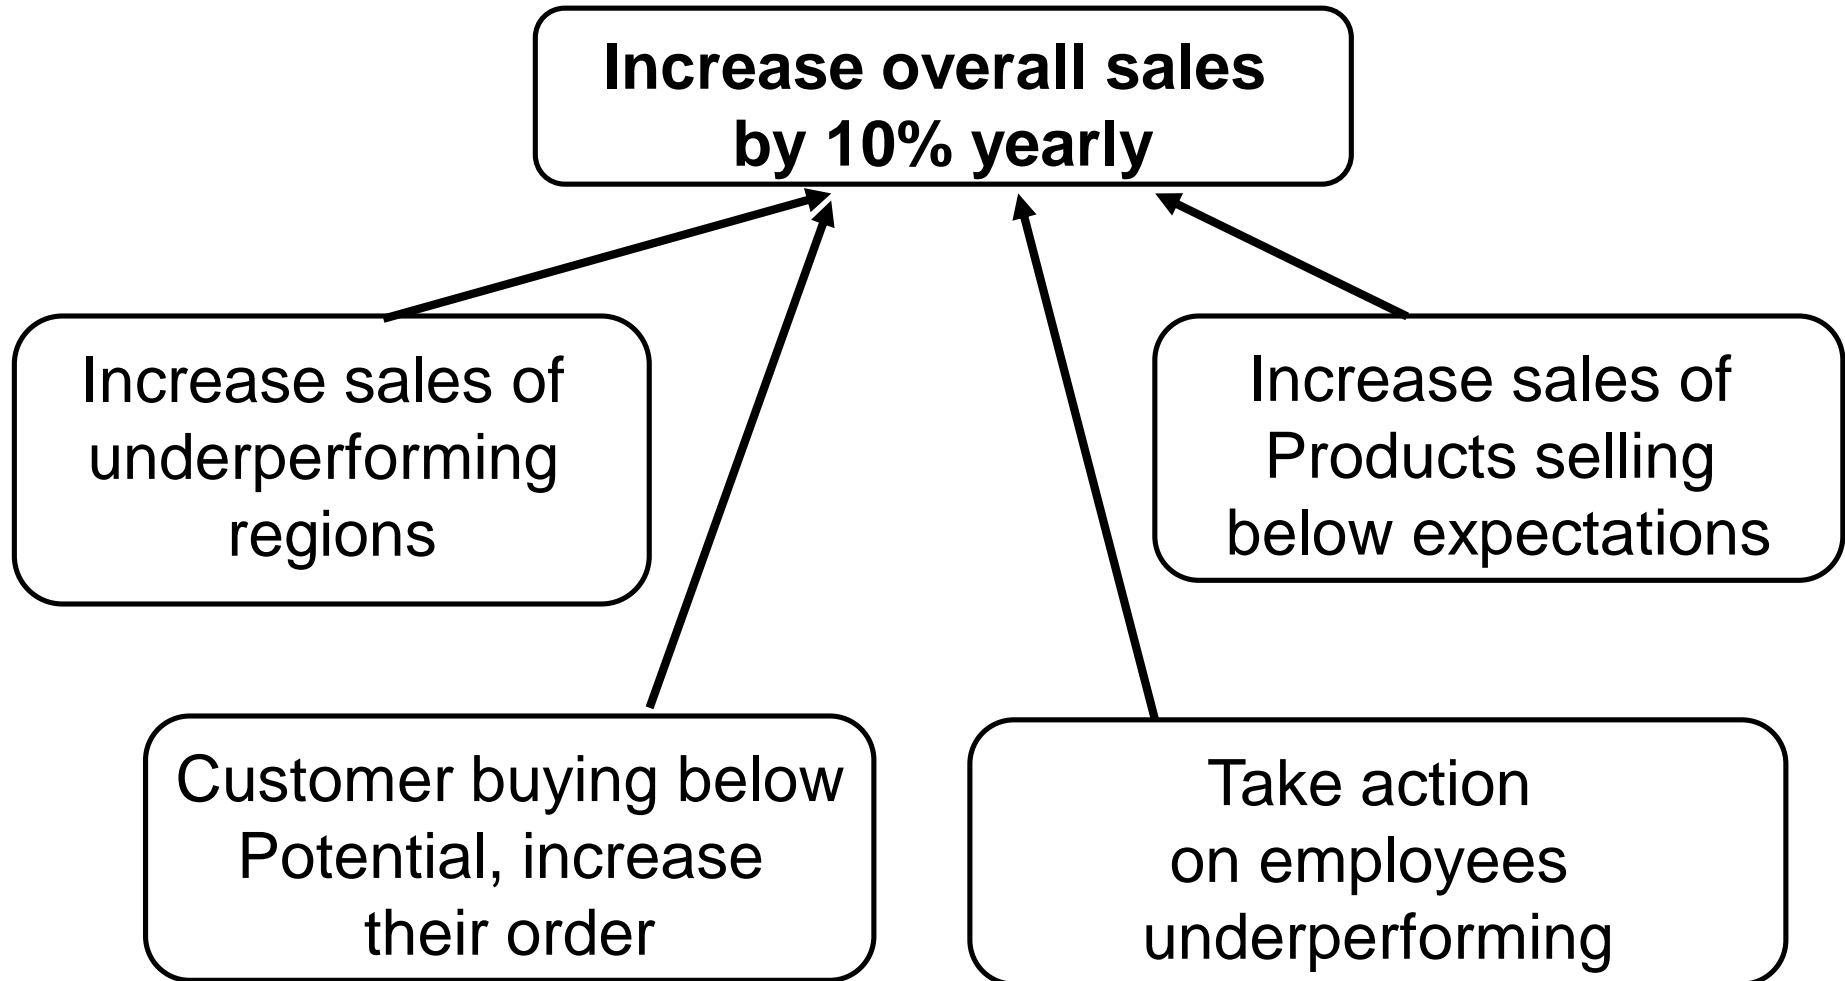 Increase overall sales
by 10% yearly
Increase sales of
underperforming
regions
Increase sales of
Products selling
below expectations
Customer buying below
Potential, increase
their order
Take action
on employees
underperforming